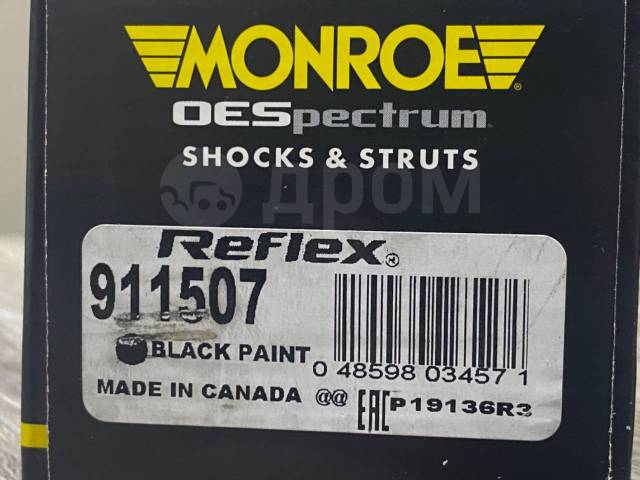 MONROE®
OESpectrum®
SHOCKS & STRUTS
дром
Reflex®
911507
BLACK PAINT
0 48598 03457 1
MADE IN CANADA @@ EAC P19136R3